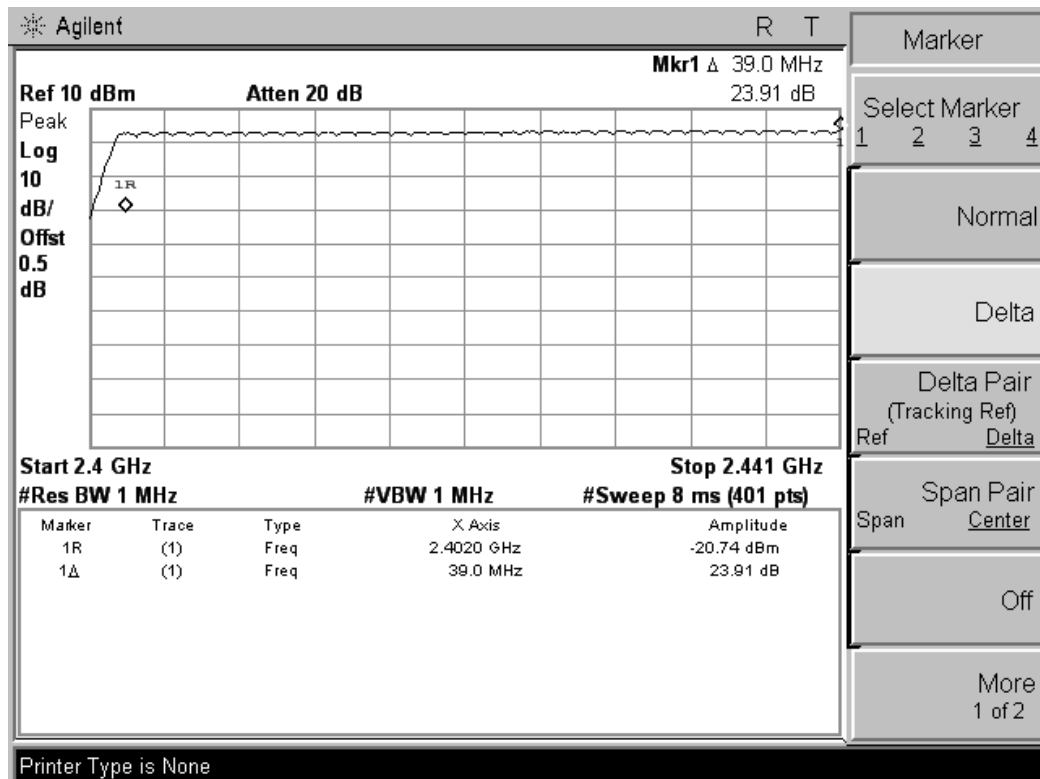 Agilent
R T
Mkr1 Δ 39.0 MHz
Ref 10 dBm Atten 20 dB 23.91 dB
Peak
Log
10
dB/
Offst
0.5
dB
1R
1
Start 2.4 GHz Stop 2.441 GHz
#Res BW 1 MHz #VBW 1 MHz #Sweep 8 ms (401 pts)
Marker Trace Type X Axis Amplitude
1R (1) Freq 2.4020 GHz -20.74 dBm
1Δ (1) Freq 39.0 MHz 23.91 dB
Marker
Select Marker
1 2 3 4
Normal
Delta
Delta Pair
(Tracking Ref)
Ref Delta
Span Pair
Span Center
Off
More
1 of 2
Printer Type is None